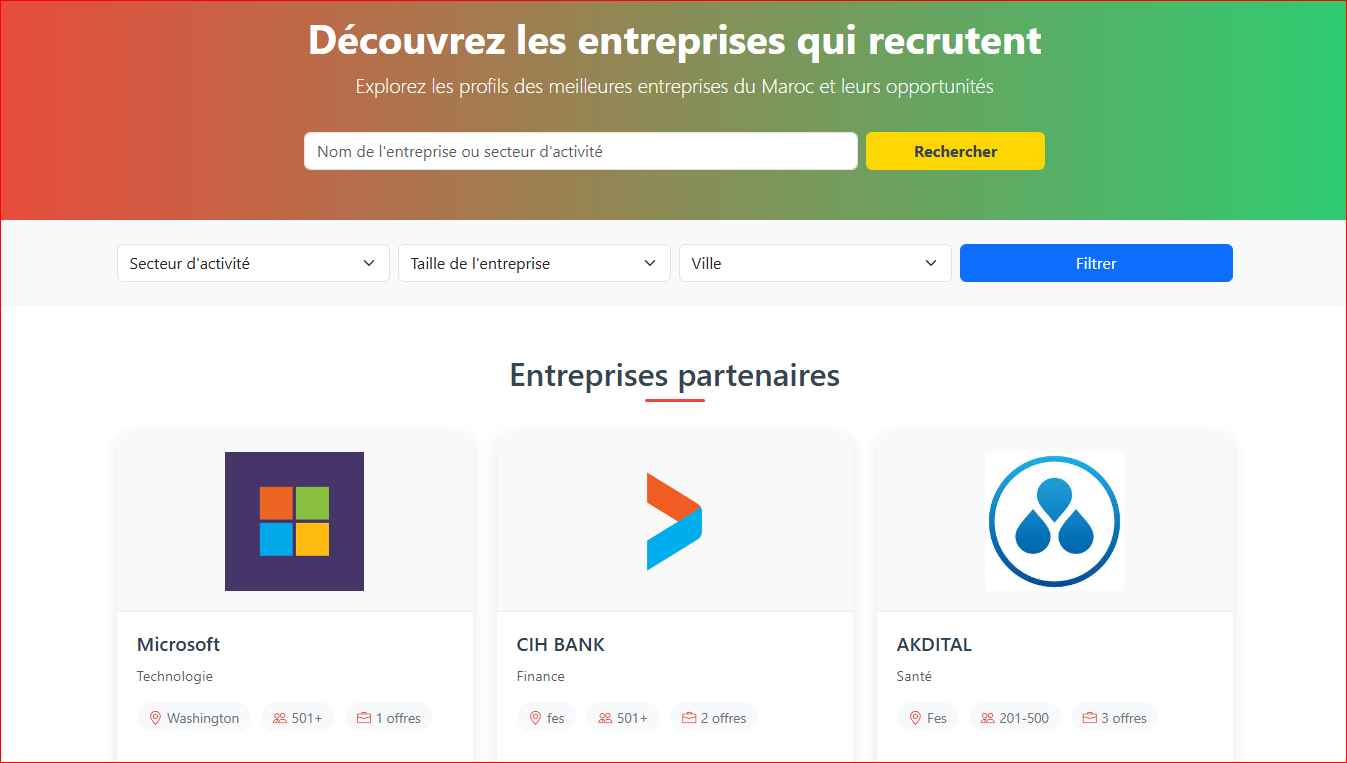 Découvrez les entreprises qui recrutent
Explorez les profils des meilleures entreprises du Maroc et leurs opportunités
Nom de l'entreprise ou secteur d'activité
Rechercher
Secteur d'activité
Taille de l'entreprise
Ville
Filtrer
Entreprises partenaires
Microsoft
Technologie
Washington
501+
1 offres
CIH BANK
Finance
fes
501+
2 offres
AKDITAL
Santé
Fes
201-500
3 offres